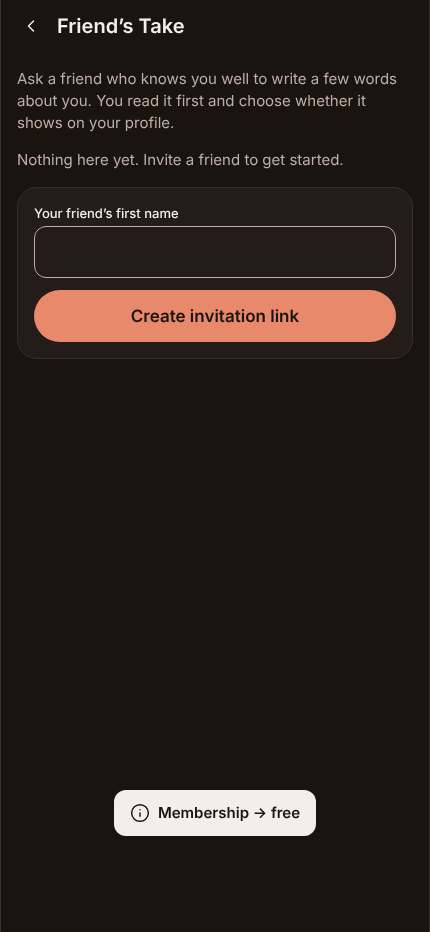 Friend’s Take
Ask a friend who knows you well to write a few words
about you. You read it first and choose whether it
shows on your profile.
Nothing here yet. Invite a friend to get started.
Your friend’s first name
Create invitation link
Membership → free